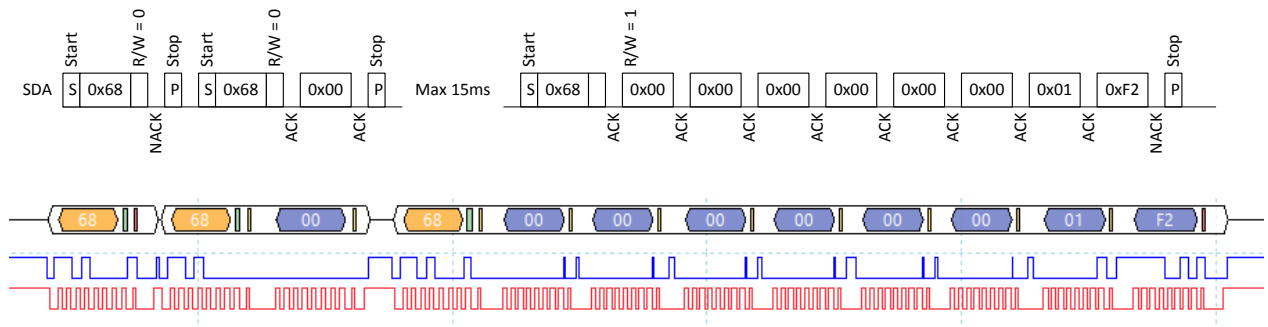 Start R/W = 0 Stop Start R/W = 0 Stop Start R/W = 1 Stop
SDA S 0x68 P S 0x68 0x00 P Max 15ms S 0x68 0x00 0x00 0x00 0x00 0x00 0x00 0x01 0xF2 P
NACK ACK ACK ACK ACK ACK ACK ACK ACK ACK ACK NACK
68 68 00 68 00 00 00 00 00 00 01 F2